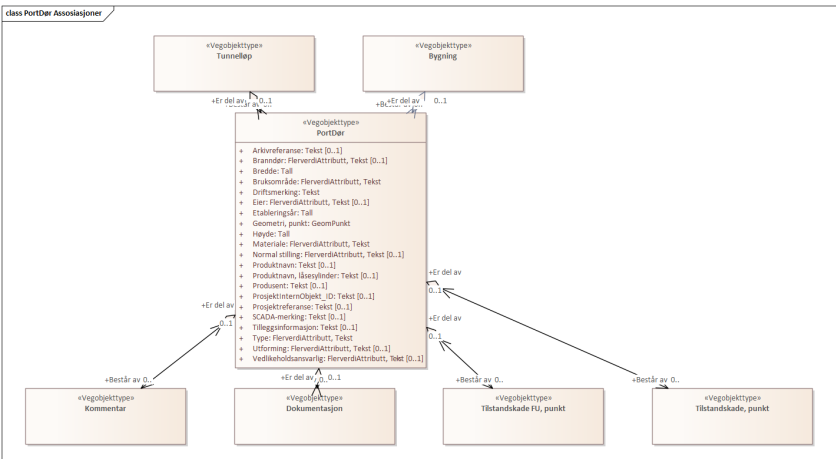 class PortDør Assosiasjoner
«Vegobjekttype»
Tunnelløp
«Vegobjekttype»
Bygning
+Er del av 0..1
+Er del av 0..1
«Vegobjekttype»
PortDør
+ Arkivreferanse: Tekst [0..1]
+ Branndør: FlerverdiAttributt, Tekst [0..1]
+ Bredde: Tall
+ Bruksområde: FlerverdiAttributt, Tekst
+ Driftsmerking: Tekst
+ Eier: FlerverdiAttributt, Tekst [0..1]
+ Etableringsår: Tall
+ Geometri, punkt: GeomPunkt
+ Høyde: Tall
+ Materiale: FlerverdiAttributt, Tekst
+ Normal stilling: FlerverdiAttributt, Tekst [0..1]
+ Produktnavn: Tekst [0..1]
+ Produktnavn, låsesylinder: Tekst [0..1]
+ Produsent: Tekst [0..1]
+ ProsjektInternObjekt_ID: Tekst [0..1]
+ Prosjektreferanse: Tekst [0..1]
+ SCADA-merking: Tekst [0..1]
+ Tilleggsinformasjon: Tekst [0..1]
+ Type: FlerverdiAttributt, Tekst
+ Utforming: FlerverdiAttributt, Tekst [0..1]
+ Vedlikeholdsansvarlig: FlerverdiAttributt, Tekst [0..1]
+Er del av
0..1
+Er del av
0..1
+Er del av
0..1
+Er del av 0..1
+Består av 0..
+Består av 0..
+Består av 0..
«Vegobjekttype»
Kommentar
«Vegobjekttype»
Dokumentasjon
«Vegobjekttype»
Tilstandskade FU, punkt
«Vegobjekttype»
Tilstandskade, punkt